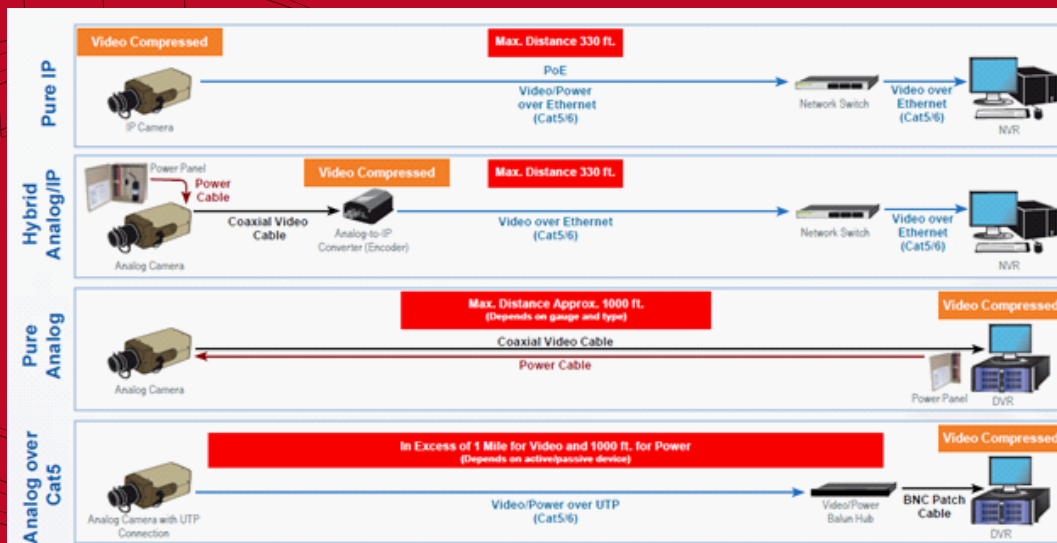 Pure IP
Video Compressed
Max. Distance 330 ft.
IP Camera
PoE
Video/Power
over Ethernet
(Cat5/6)
Network Switch
Video over
Ethernet
(Cat5/6)
NVR
Hybrid
Analog/IP
Power Panel
Power
Cable
Analog Camera
Coaxial Video
Cable
Video Compressed
Analog-to-IP
Converter (Encoder)
Max. Distance 330 ft.
Video over Ethernet
(Cat5/6)
Network Switch
Video over
Ethernet
(Cat5/6)
NVR
Pure
Analog
Max. Distance Approx. 1000 ft.
(Depends on gauge and type)
Video Compressed
Analog Camera
Coaxial Video Cable
Power Cable
Power Panel
DVR
Analog over
Cat5
In Excess of 1 Mile for Video and 1000 ft. for Power
(Depends on active/passive device)
Video Compressed
Analog Camera with UTP
Connection
Video/Power over UTP
(Cat5/6)
Video/Power
Balun Hub
BNC Patch
Cable
DVR